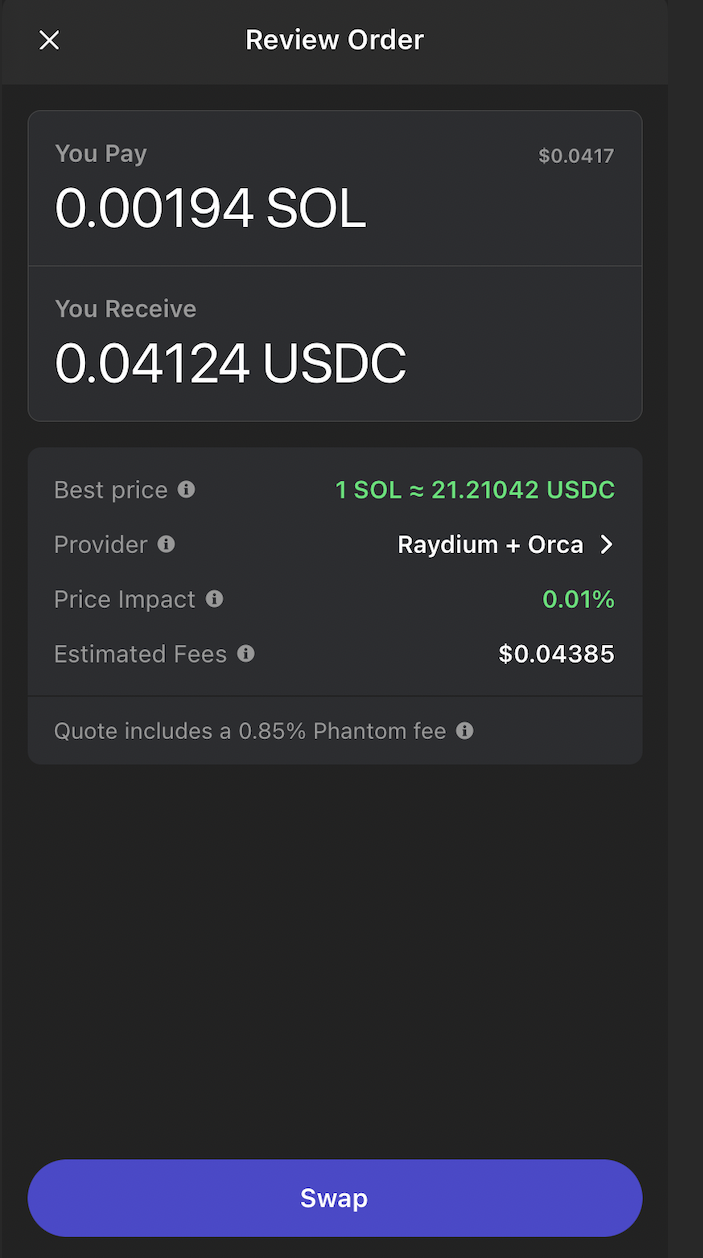 Review Order
You Pay $0.0417
0.00194 SOL
You Receive
0.04124 USDC
Best price 1 SOL ≈ 21.21042 USDC
Provider Raydium + Orca
Price Impact 0.01%
Estimated Fees $0.04385
Quote includes a 0.85% Phantom fee
Swap